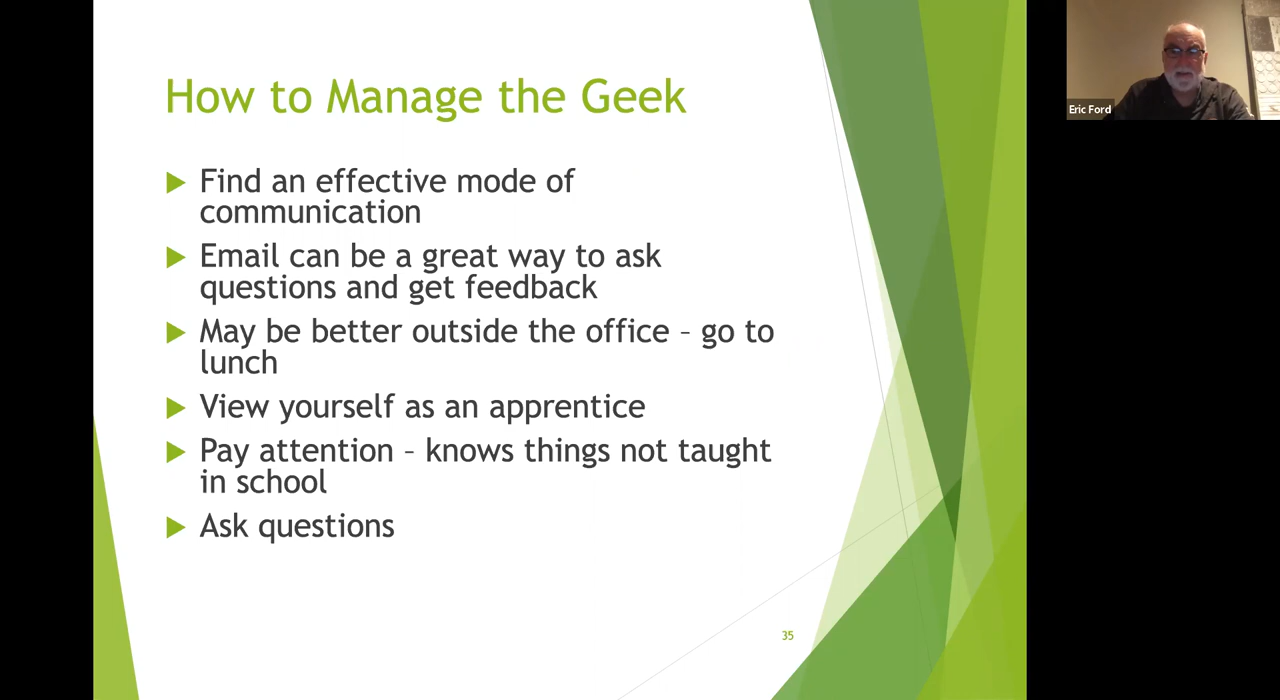 How to Manage the Geek
Find an effective mode of
communication
Email can be a great way to ask
questions and get feedback
May be better outside the office – go to
lunch
View yourself as an apprentice
Pay attention – knows things not taught
in school
Ask questions
35
Eric Ford